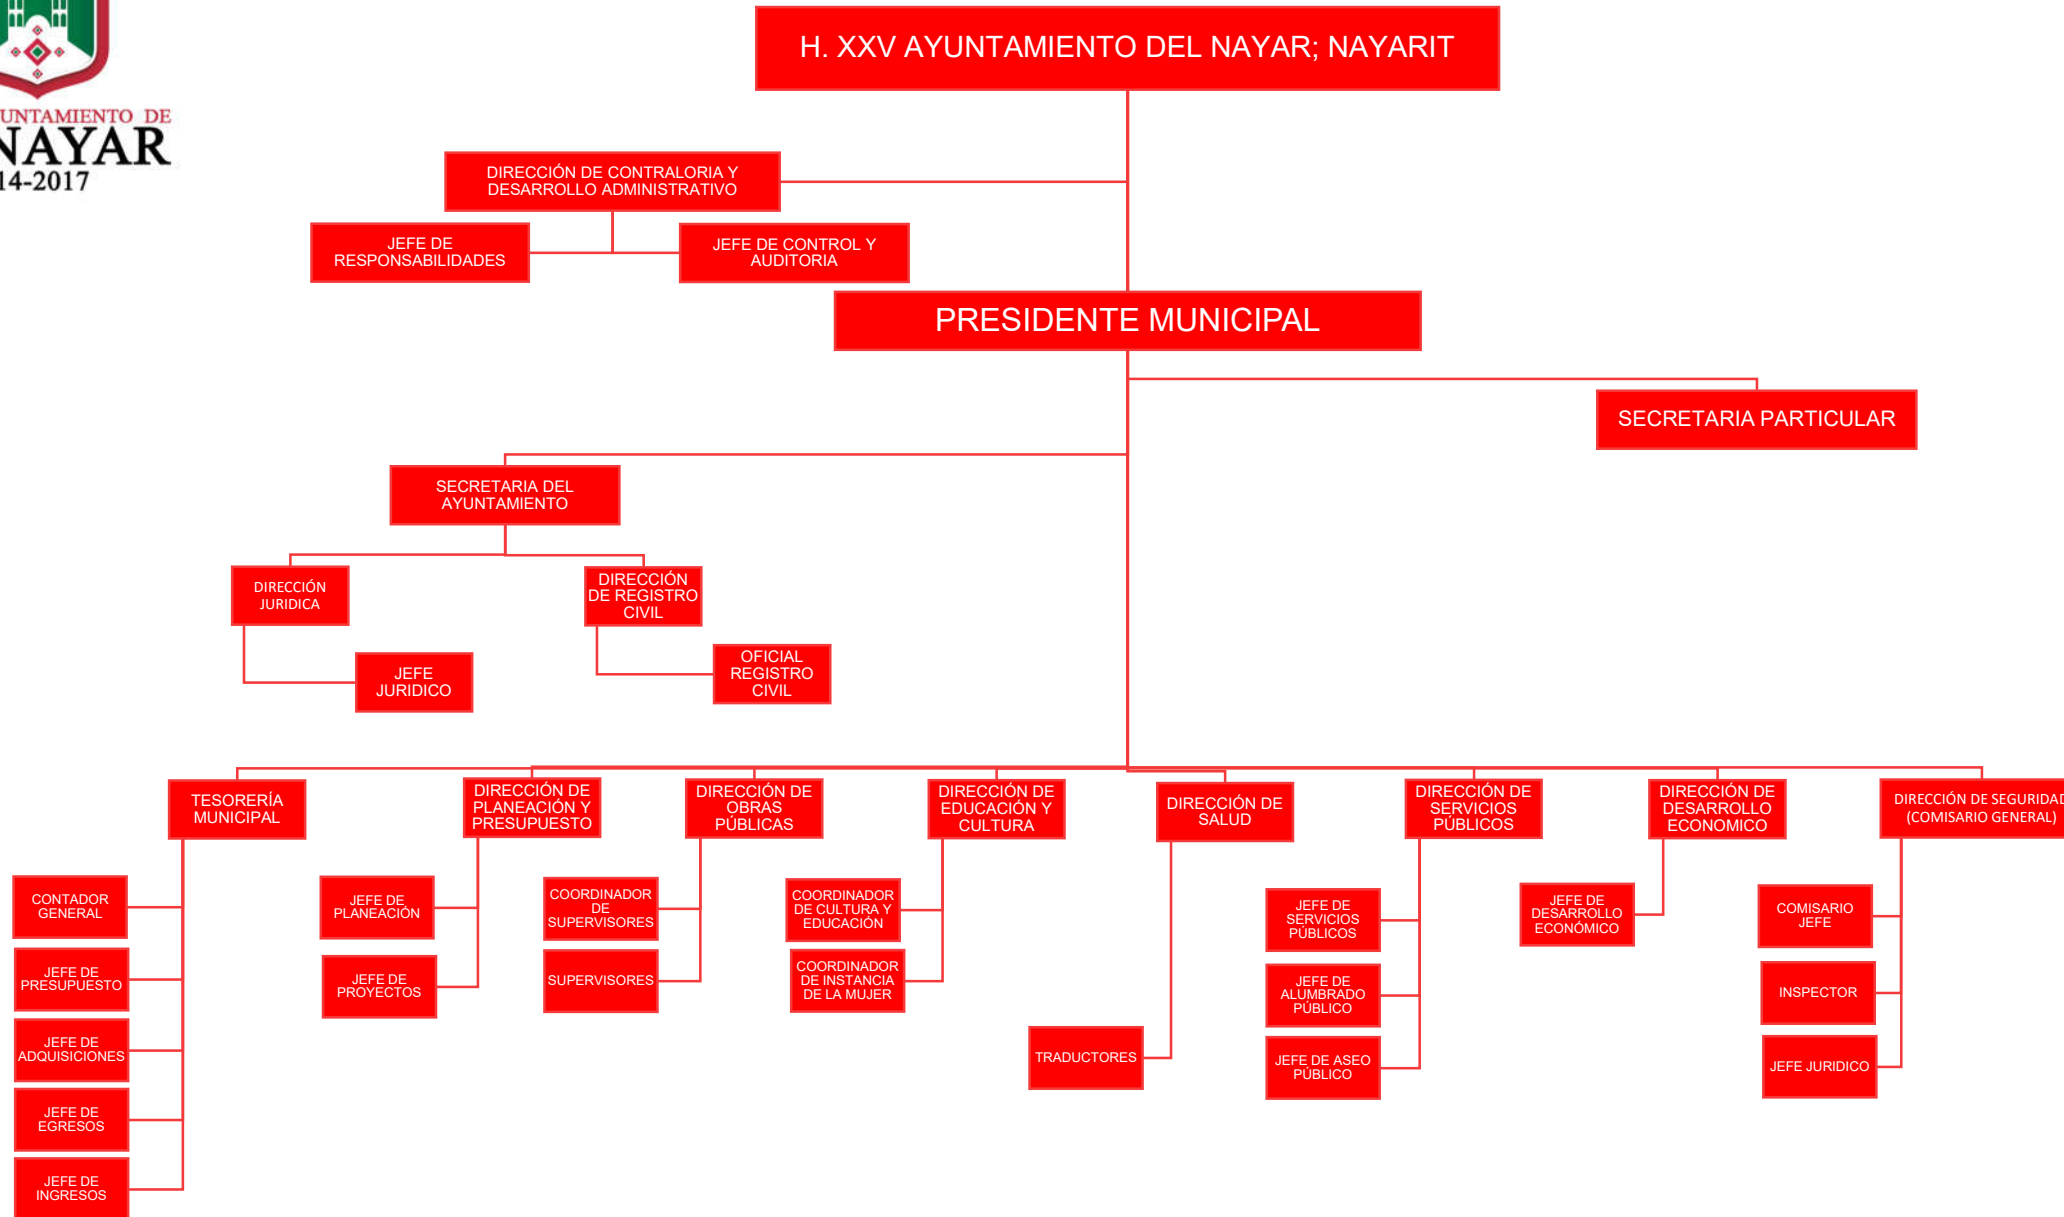 UNTAMIENTO DE
NAYAR
14-2017
H. XXV AYUNTAMIENTO DEL NAYAR; NAYARIT
DIRECCIÓN DE CONTRALORIA Y
DESARROLLO ADMINISTRATIVO
JEFE DE
RESPONSABILIDADES
JEFE DE CONTROL Y
AUDITORIA
PRESIDENTE MUNICIPAL
SECRETARIA PARTICULAR
SECRETARIA DEL
AYUNTAMIENTO
DIRECCIÓN
JURIDICA
DIRECCIÓN
DE REGISTRO
CIVIL
JEFE
JURIDICO
OFICIAL
REGISTRO
CIVIL
TESORERÍA
MUNICIPAL
DIRECCIÓN DE
PLANEACIÓN Y
PRESUPUESTO
DIRECCIÓN DE
OBRAS
PÚBLICAS
DIRECCIÓN DE
EDUCACIÓN Y
CULTURA
DIRECCIÓN DE
SALUD
DIRECCIÓN DE
SERVICIOS
PÚBLICOS
DIRECCIÓN DE
DESARROLLO
ECONOMICO
DIRECCIÓN DE SEGURIDAD
(COMISARIO GENERAL)
CONTADOR
GENERAL
JEFE DE
PRESUPUESTO
JEFE DE
ADQUISICIONES
JEFE DE
EGRESOS
JEFE DE
INGRESOS
JEFE DE
PLANEACIÓN
JEFE DE
PROYECTOS
COORDINADOR
DE
SUPERVISORES
SUPERVISORES
COORDINADOR
DE CULTURA Y
EDUCACIÓN
COORDINADOR
DE INSTANCIA
DE LA MUJER
TRADUCTORES
JEFE DE
SERVICIOS
PÚBLICOS
JEFE DE
ALUMBRADO
PÚBLICO
JEFE DE ASEO
PÚBLICO
JEFE DE
DESARROLLO
ECONÓMICO
COMISARIO
JEFE
INSPECTOR
JEFE JURIDICO